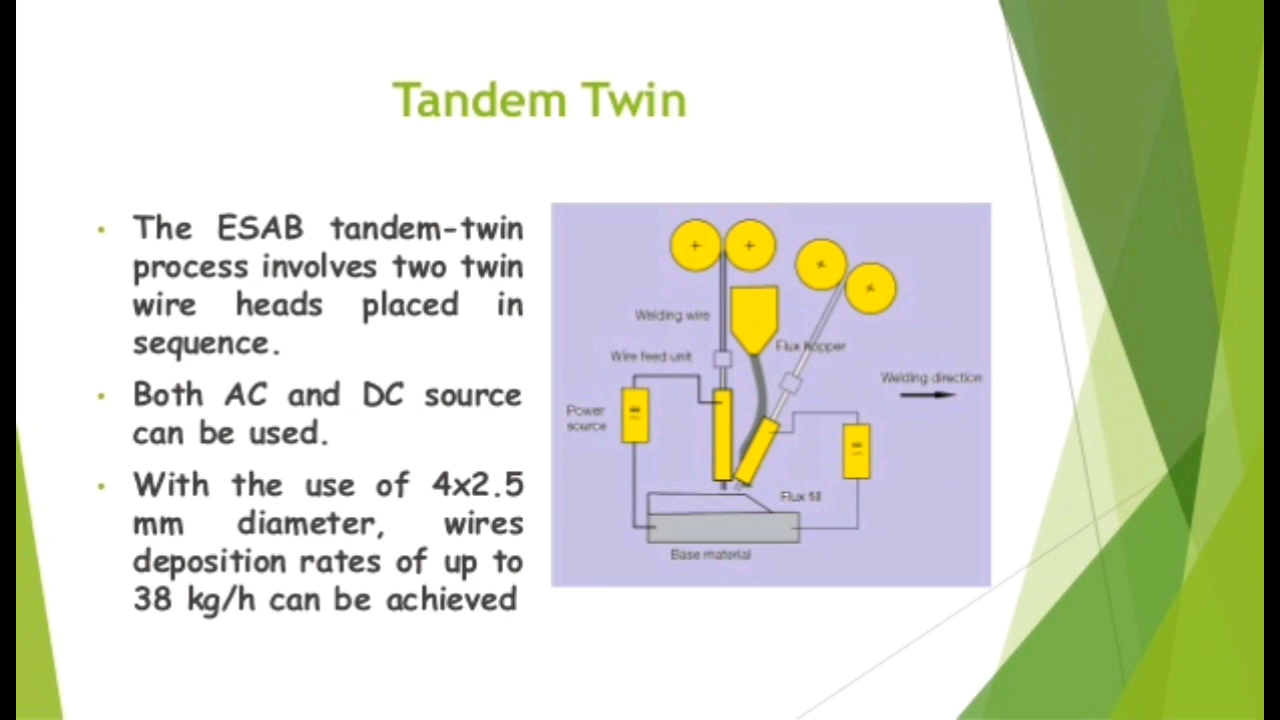 Tandem Twin
• The ESAB tandem-twin
process involves two twin
wire heads placed in
sequence.
• Both AC and DC source
can be used.
• With the use of 4x2.5
mm diameter, wires
deposition rates of up to
38 kg/h can be achieved
Welding wire
Flux hopper
Wire feed unit
Welding direction
Power
source
Flux fill
Base material